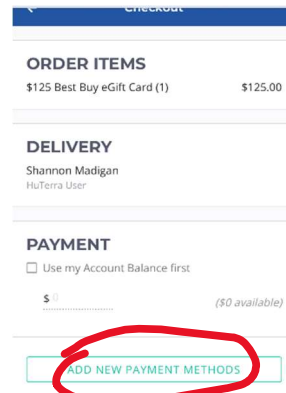 Checkout
ORDER ITEMS
$125 Best Buy eGift Card (1) $125.00
DELIVERY
Shannon Madigan
HuTerra User
PAYMENT
Use my Account Balance first
$ 0
($0 available)
ADD NEW PAYMENT METHODS